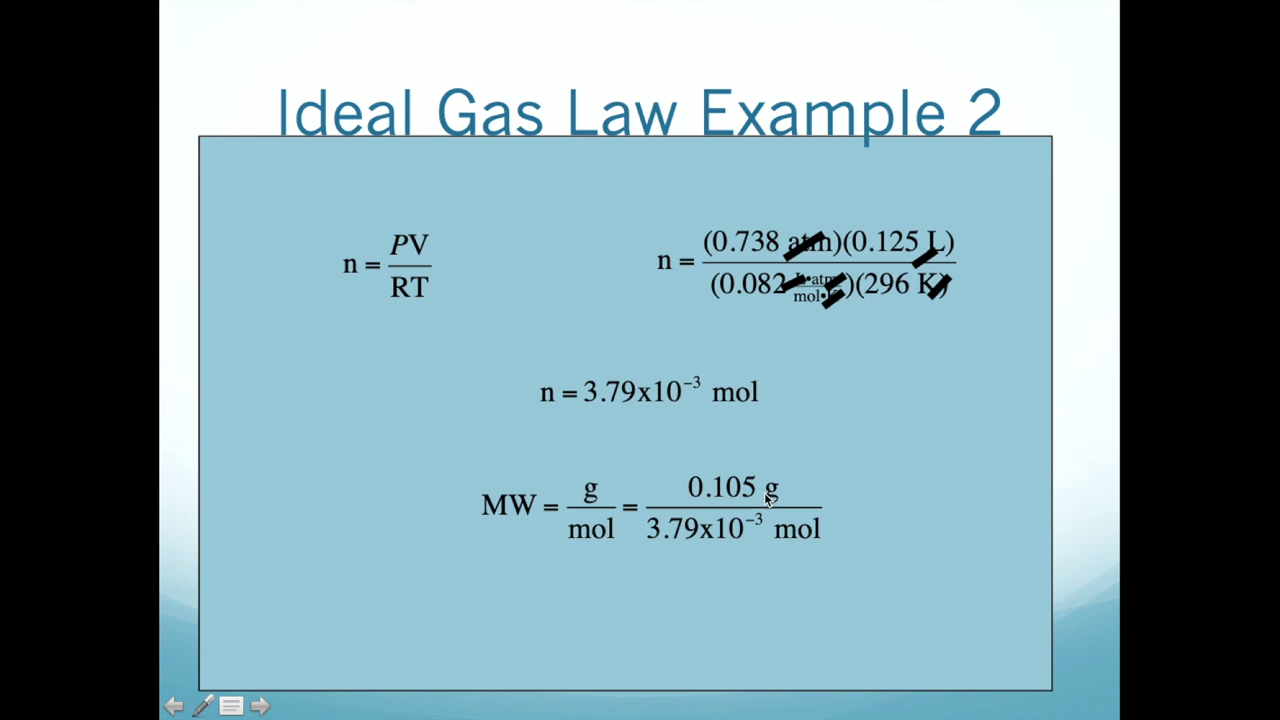 Ideal Gas Law Example 2
n = PV / RT
n = (0.738 atm)(0.125 L) / (0.082 L•atm / mol•K)(296 K)
n = 3.79x10⁻³ mol
MW = g / mol = 0.105 g / 3.79x10⁻³ mol